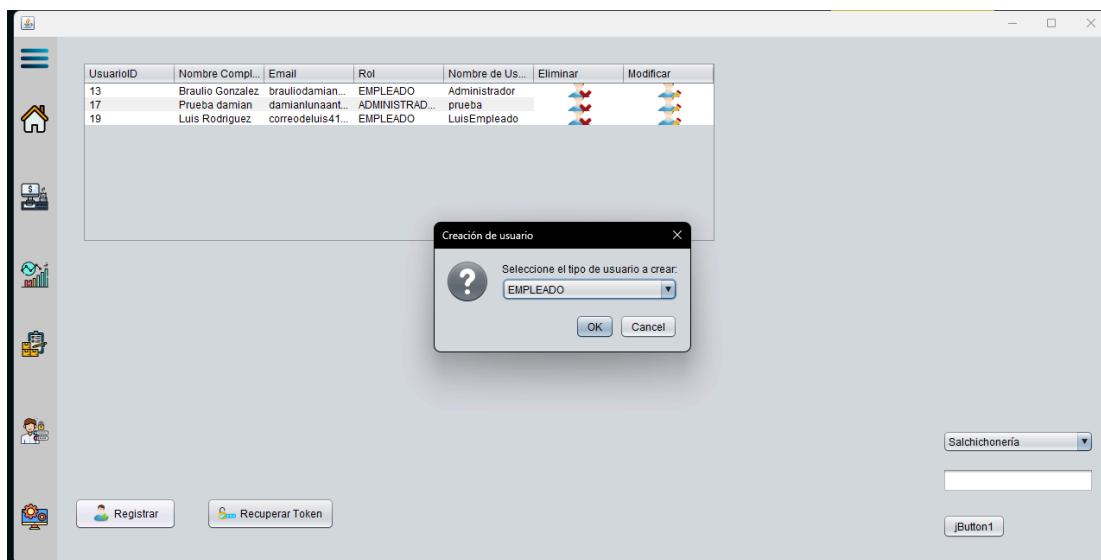 UsuarioID Nombre Compl... Email Rol Nombre de Us... Eliminar Modificar
13 Braulio Gonzalez brauliodamian... EMPLEADO Administrador
17 Prueba damian damianlunaant... ADMINISTRAD... prueba
19 Luis Rodriguez correodeluis41... EMPLEADO LuisEmpleado
Creación de usuario
Seleccione el tipo de usuario a crear:
EMPLEADO
OK Cancel
Salchichonería
Registrar Recuperar Token
jButton1